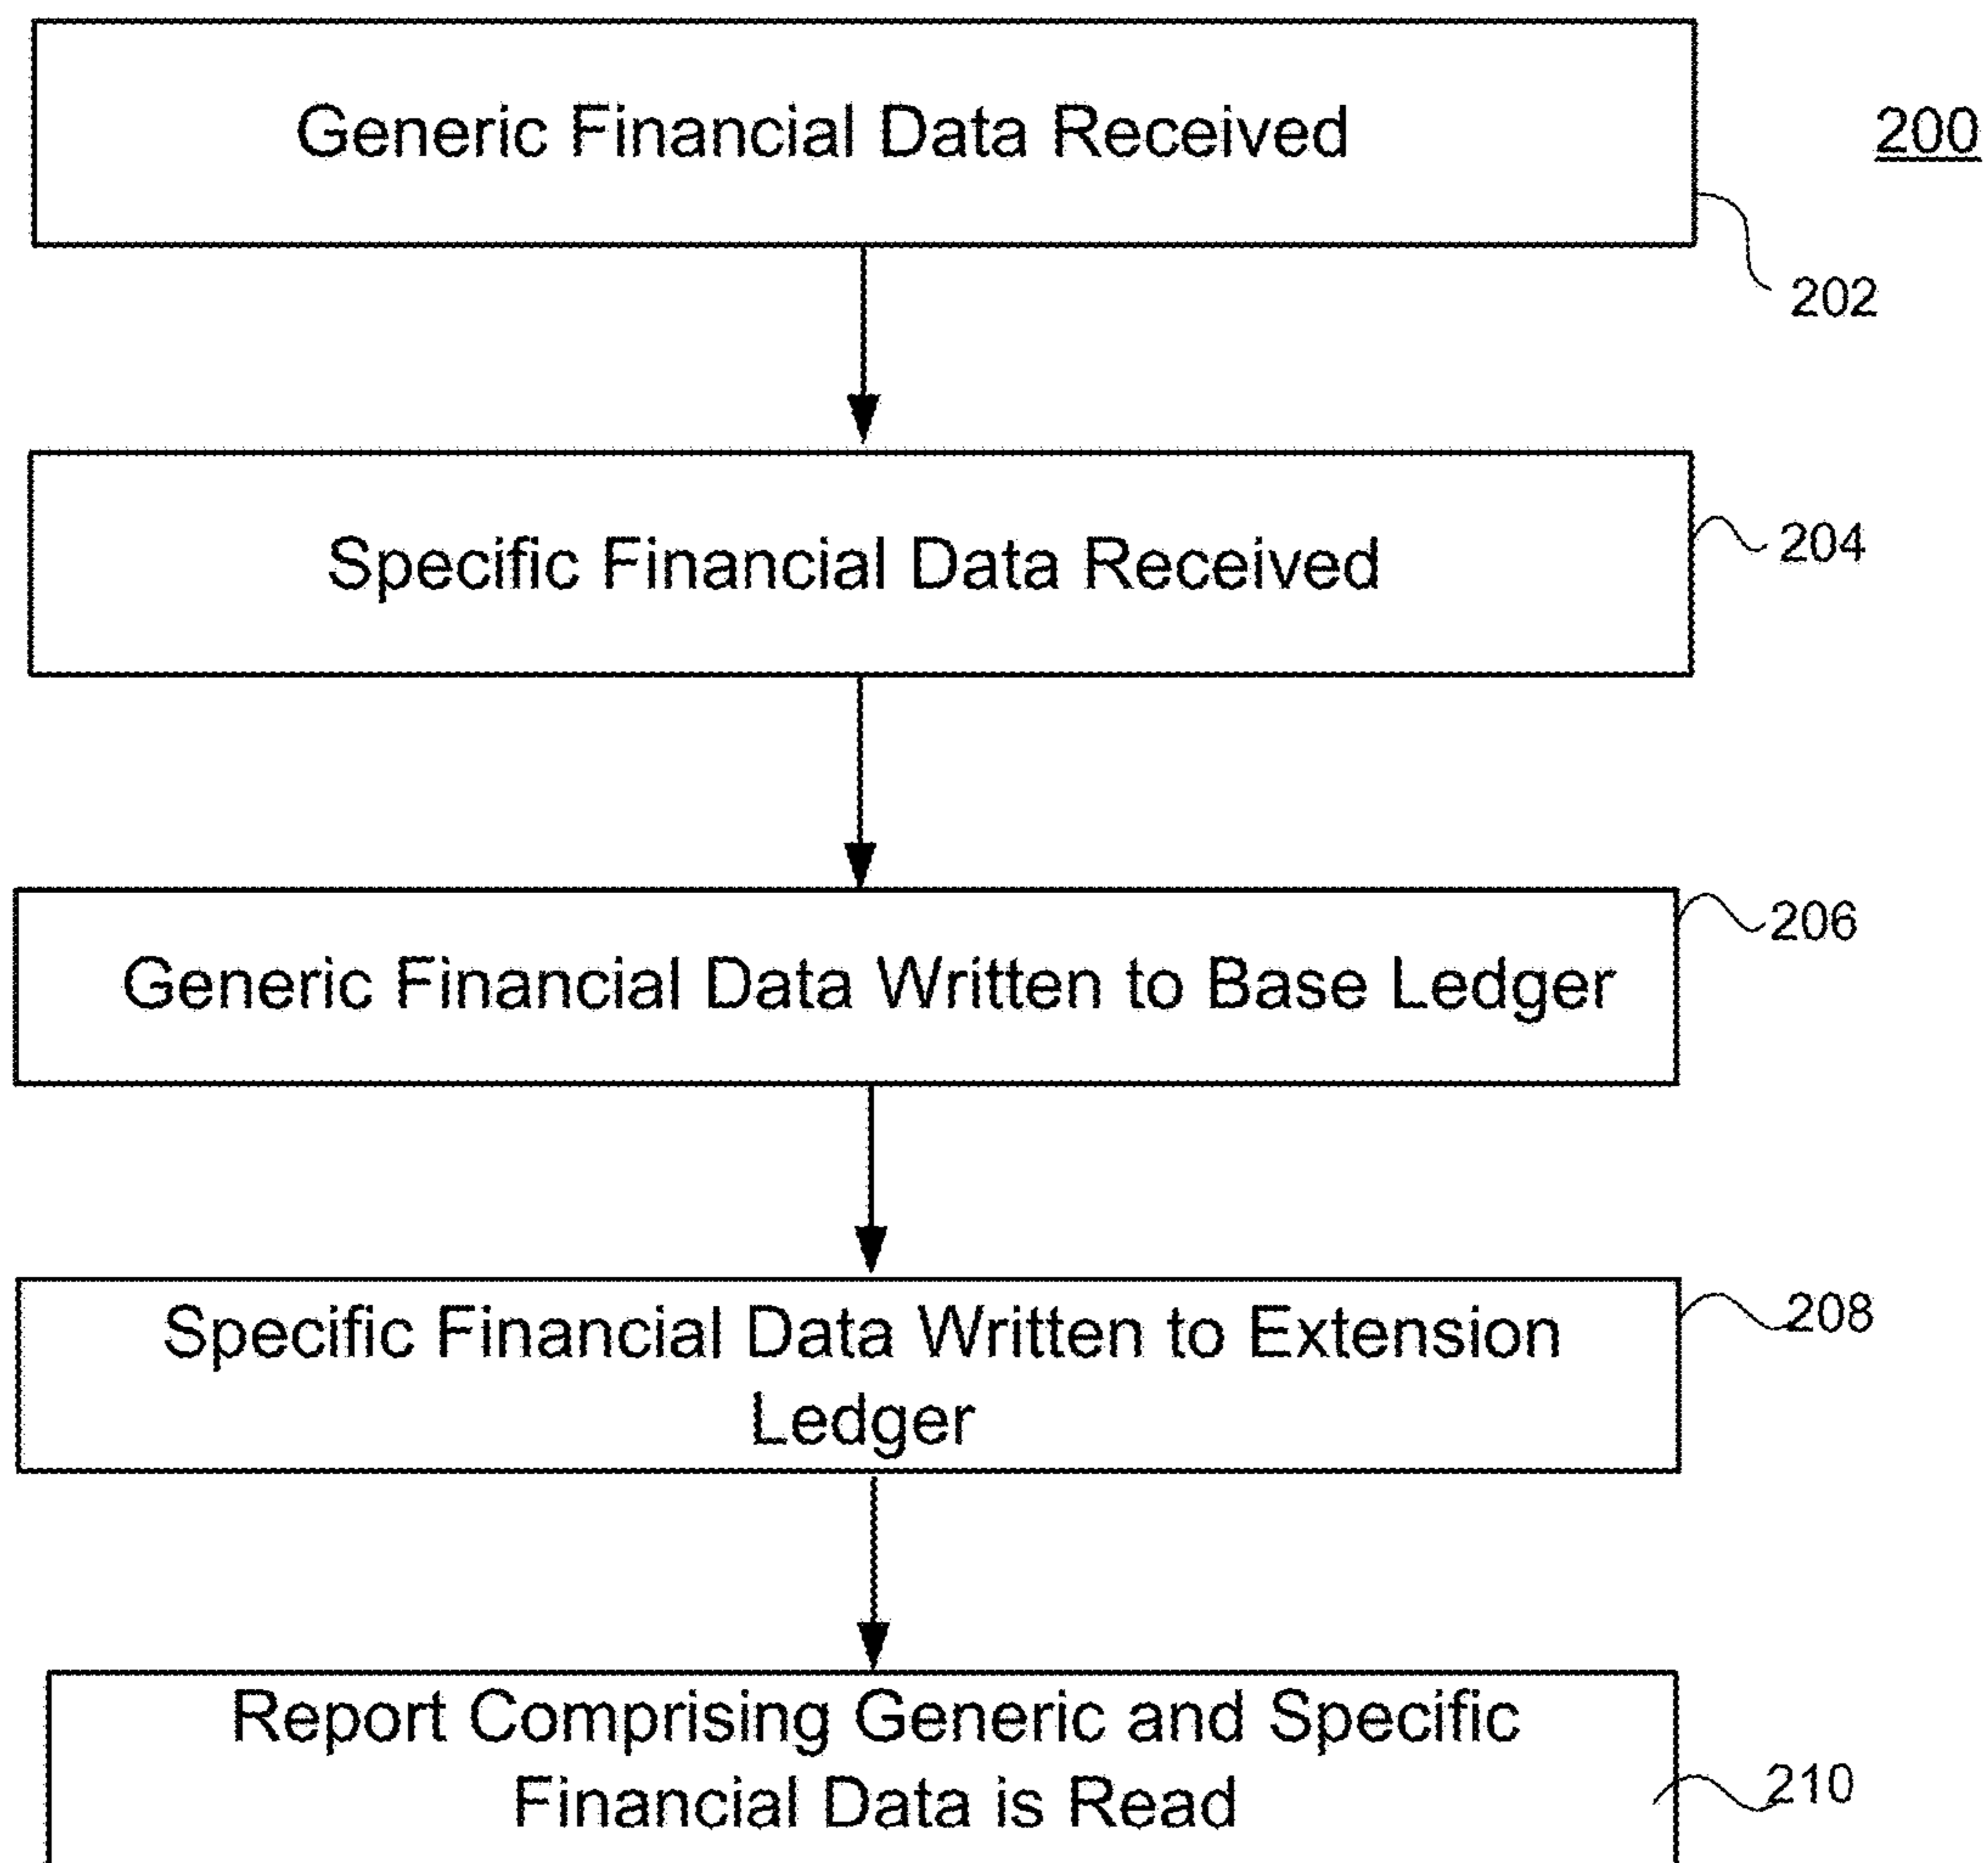 Generic Financial Data Received
200
202
Specific Financial Data Received
204
206
Generic Financial Data Written to Base Ledger
Specific Financial Data Written to Extension
Ledger
208
Report Comprising Generic and Specific
Financial Data is Read
210